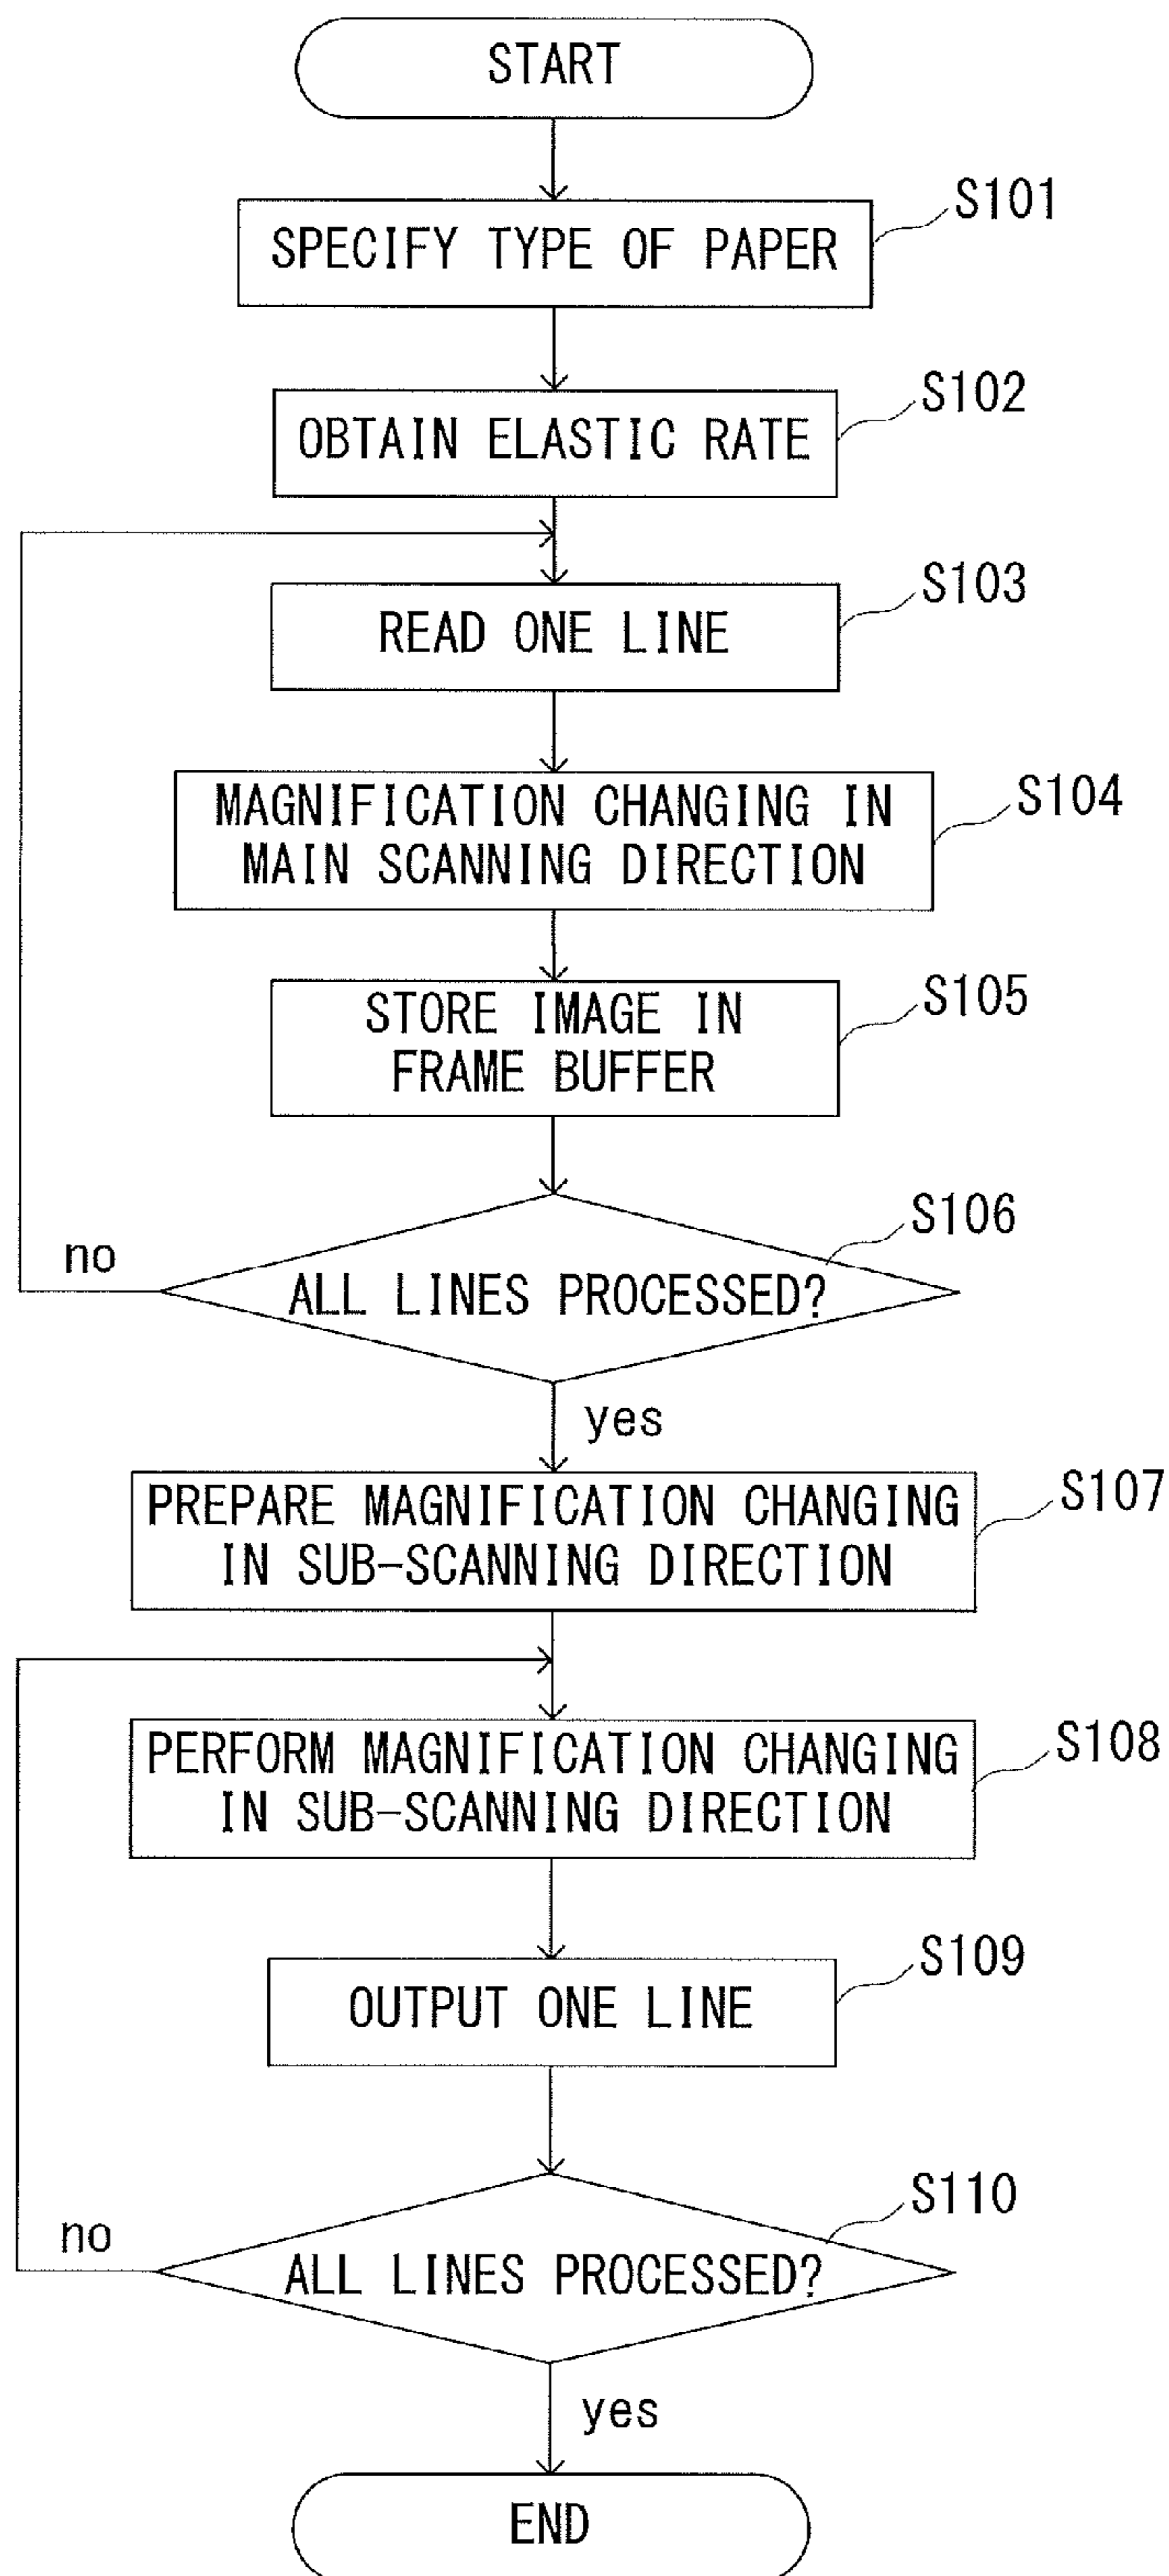 START
S101
SPECIFY TYPE OF PAPER
S102
OBTAIN ELASTIC RATE
S103
READ ONE LINE
S104
MAGNIFICATION CHANGING IN
MAIN SCANNING DIRECTION
S105
STORE IMAGE IN
FRAME BUFFER
S106
no
ALL LINES PROCESSED?
yes
S107
PREPARE MAGNIFICATION CHANGING
IN SUB-SCANNING DIRECTION
S108
PERFORM MAGNIFICATION CHANGING
IN SUB-SCANNING DIRECTION
S109
OUTPUT ONE LINE
S110
no
ALL LINES PROCESSED?
yes
END